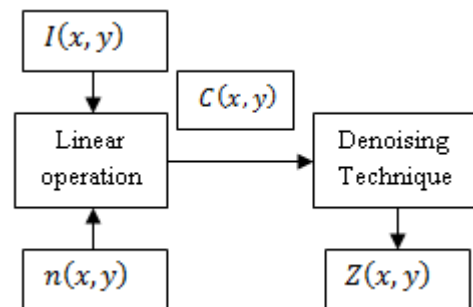 I(x, y)
C(x, y)
Linear
operation
Denoising
Technique
n(x, y)
Z(x, y)